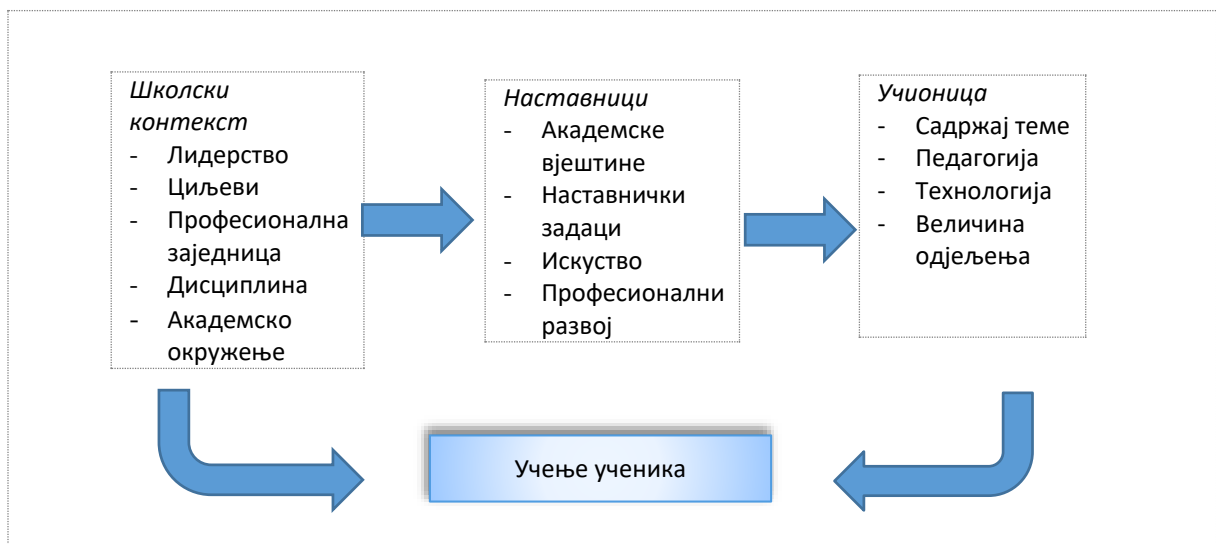 Школски
контекст
- Лидерство
- Циљеви
- Професионална
заједница
- Дисциплина
- Академско
окружење
Наставници
- Академске
вјештине
- Наставнички
задаци
- Искуство
- Професионални
развој
Учионица
- Садржај теме
- Педагогија
- Технологија
- Величина
одјељења
Учење ученика